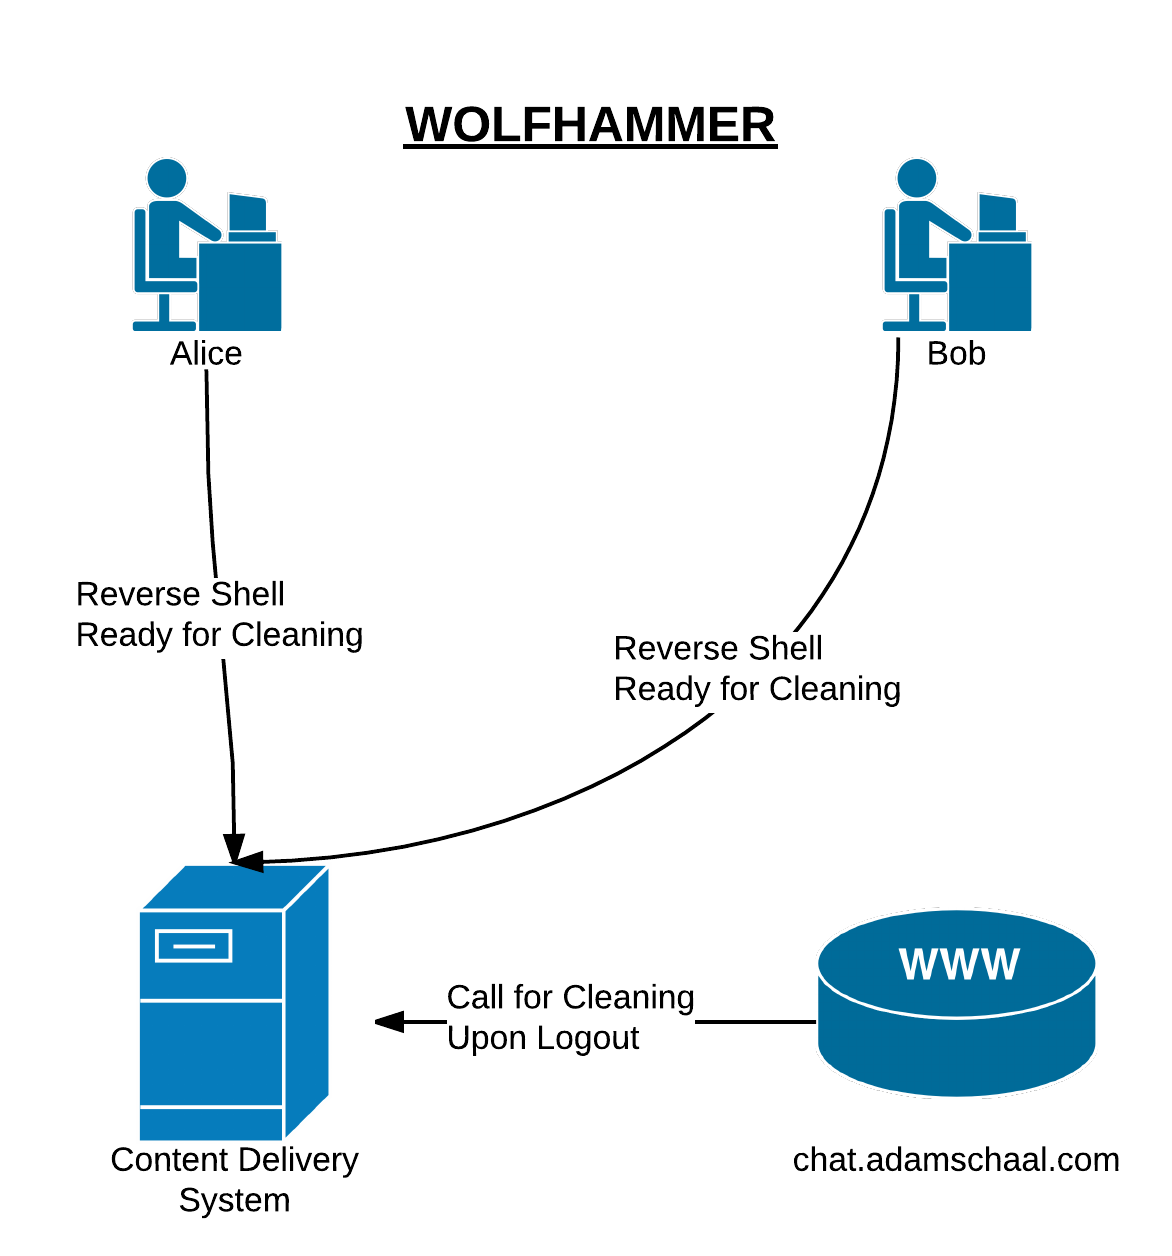 WOLFHAMMER
Alice
Bob
Reverse Shell
Ready for Cleaning
Reverse Shell
Ready for Cleaning
WWW
Call for Cleaning
Upon Logout
Content Delivery
System
chat.adamschaal.com